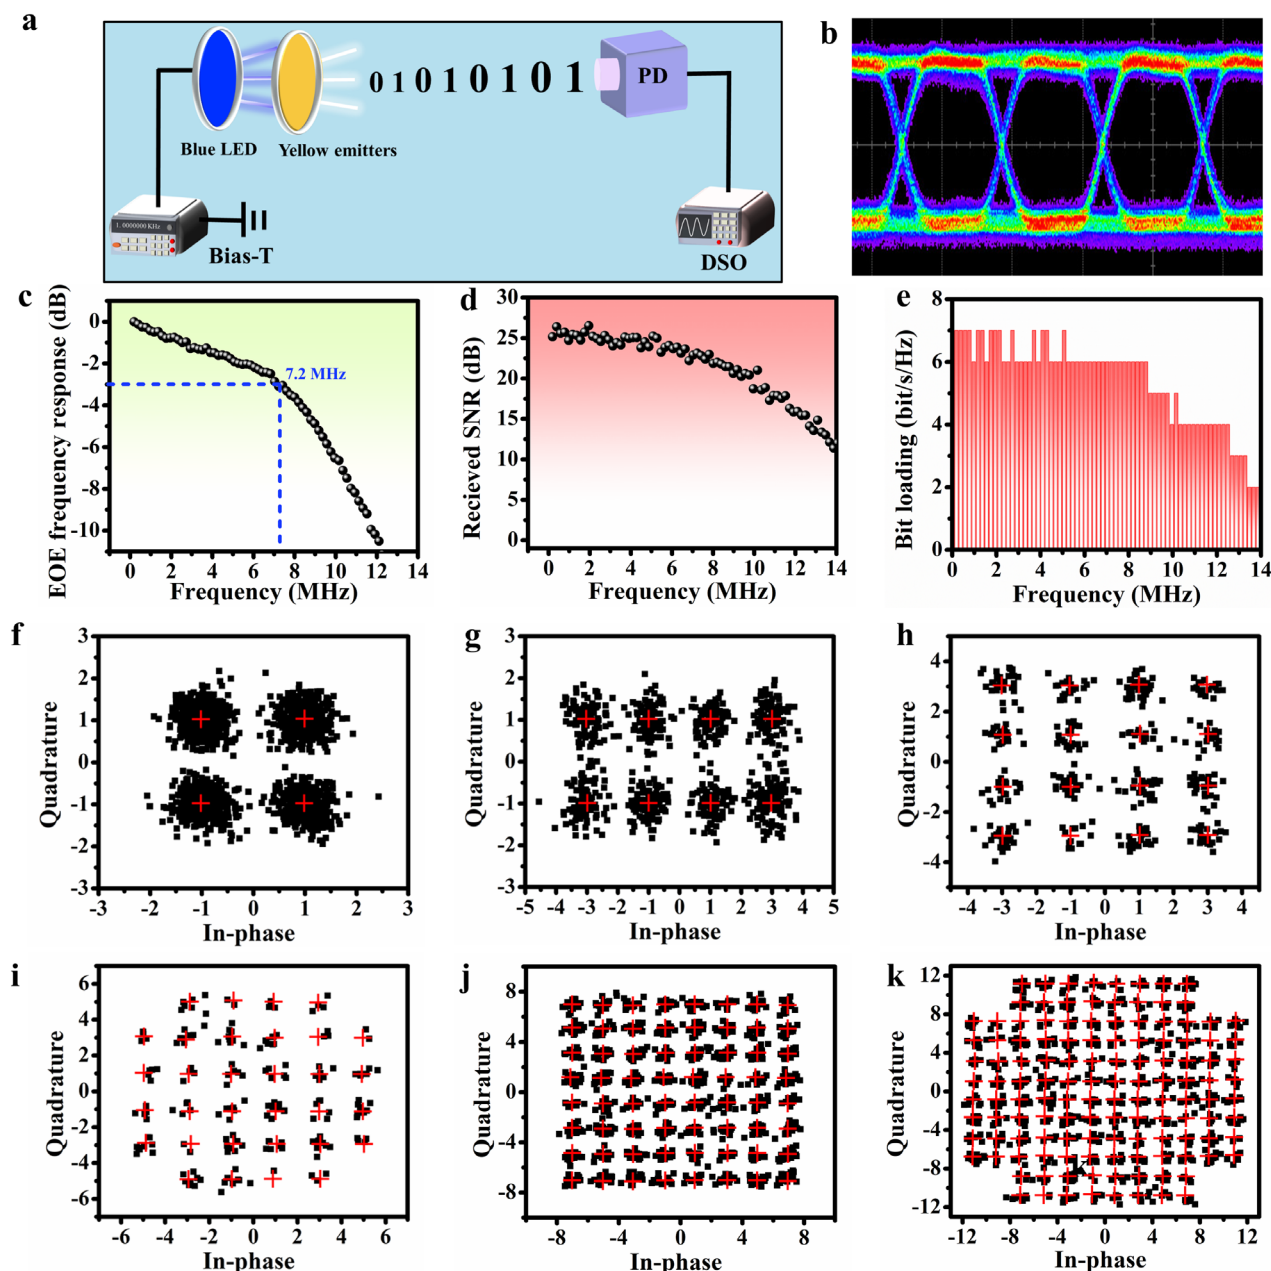 a
0 1 0 1 0 1 0 1
PD
Blue LED
Yellow emitters
1.0000000 KHz
Bias-T
DSO
b
c
EOE frequency response (dB)
0
-2
-4
-6
-8
-10
7.2 MHz
0 2 4 6 8 10 12 14
Frequency (MHz)
d
Recieved SNR (dB)
30
25
20
15
10
5
0
0 2 4 6 8 10 12 14
Frequency (MHz)
e
Bit loading (bit/s/Hz)
8
6
4
2
0
0 2 4 6 8 10 12 14
Frequency (MHz)
f
Quadrature
3
2
1
0
-1
-2
-3
-3 -2 -1 0 1 2 3
In-phase
g
Quadrature
3
2
1
0
-1
-2
-3
-5 -4 -3 -2 -1 0 1 2 3 4 5
In-phase
h
Quadrature
4
2
0
-2
-4
-4 -3 -2 -1 0 1 2 3 4
In-phase
i
Quadrature
6
4
2
0
-2
-4
-6
-6 -4 -2 0 2 4 6
In-phase
j
Quadrature
8
4
0
-4
-8
-8 -4 0 4 8
In-phase
k
Quadrature
12
8
4
0
-4
-8
-12
k
-12 -8 -4 0 4 8 12
In-phase